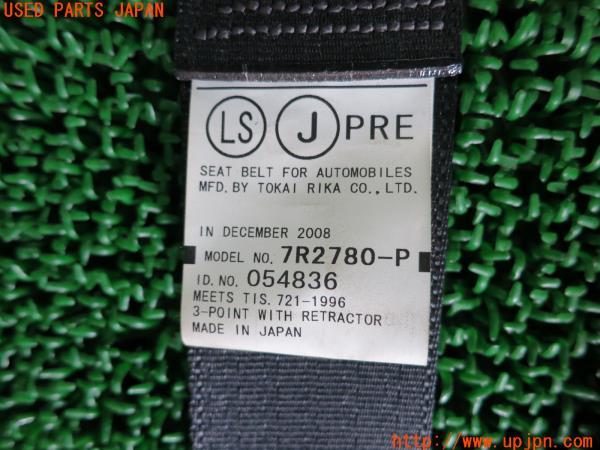 USED PARTS JAPAN
LS J PRE
SEAT BELT FOR AUTOMOBILES
MFD. BY TOKAI RIKA CO., LTD.
IN DECEMBER 2008
MODEL NO. 7R2780-P
ID. NO. 054836
MEETS TIS. 721-1996
3-POINT WITH RETRACTOR
MADE IN JAPAN
http://www.upjpn.com/